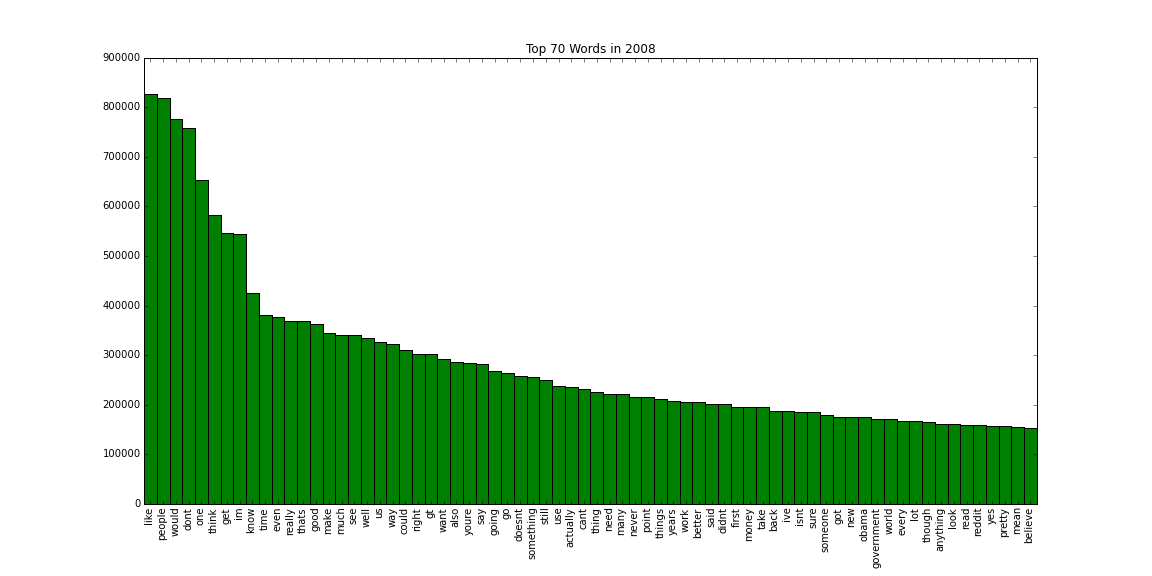 Top 70 Words in 2008
900000
800000
700000
600000
500000
400000
300000
200000
100000
0
like
people
would
dont
one
think
get
im
know
time
even
really
thats
good
make
much
see
well
us
way
could
right
gt
want
also
youre
say
going
go
doesnt
something
still
use
actually
cant
thing
need
many
never
point
things
years
work
better
said
didnt
first
money
take
back
ive
isnt
sure
someone
got
new
obama
government
world
every
lot
though
anything
look
read
reddit
yes
pretty
mean
believe